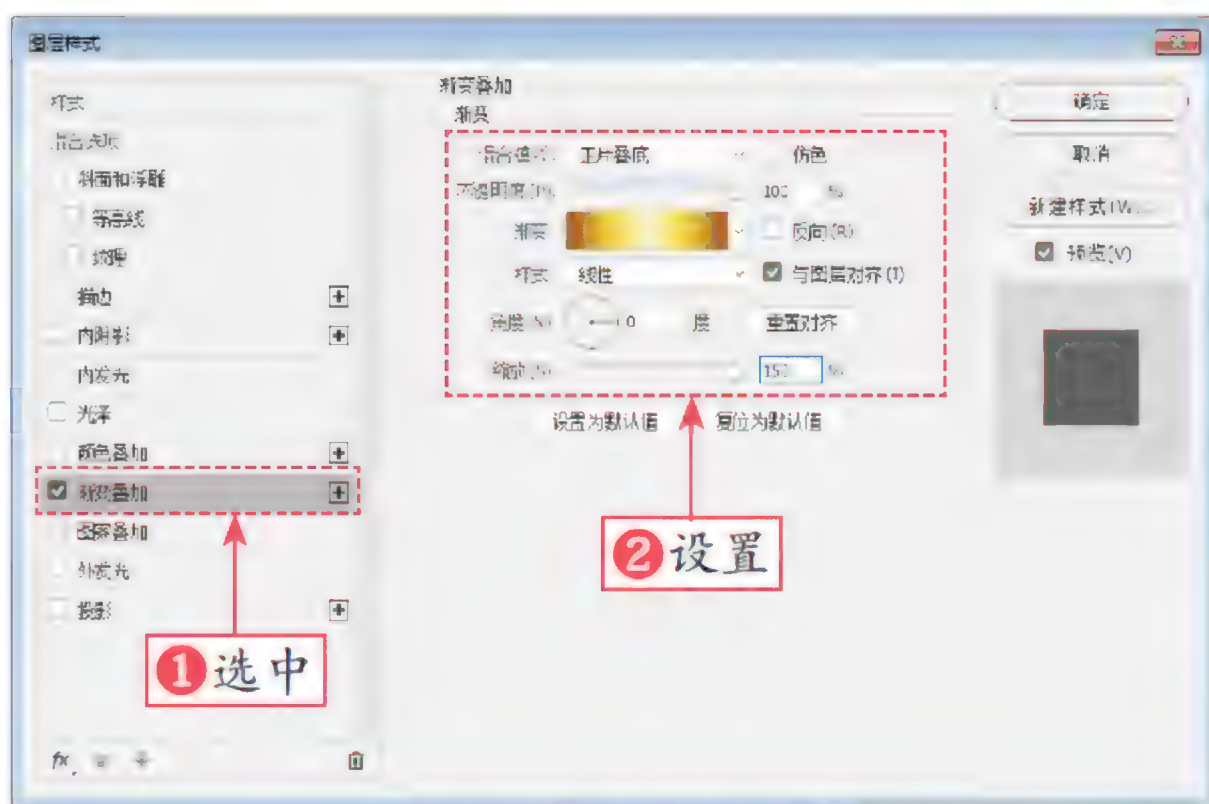 图层样式
样式
混合选项
斜面和浮雕
等高线
纹理
描边
内阴影
内发光
光泽
颜色叠加
渐变叠加
图案叠加
外发光
投影
fx
①选中
渐变叠加
渐变
混合模式: 正片叠底 仿色
不透明度(P): 100 %
渐变 反向(R)
样式: 线性 与图层对齐(I)
角度(N): 0 度 重置对齐
缩放(S): 150 %
设置为默认值 复位为默认值
②设置
确定
取消
新建样式(W)...
预览(V)